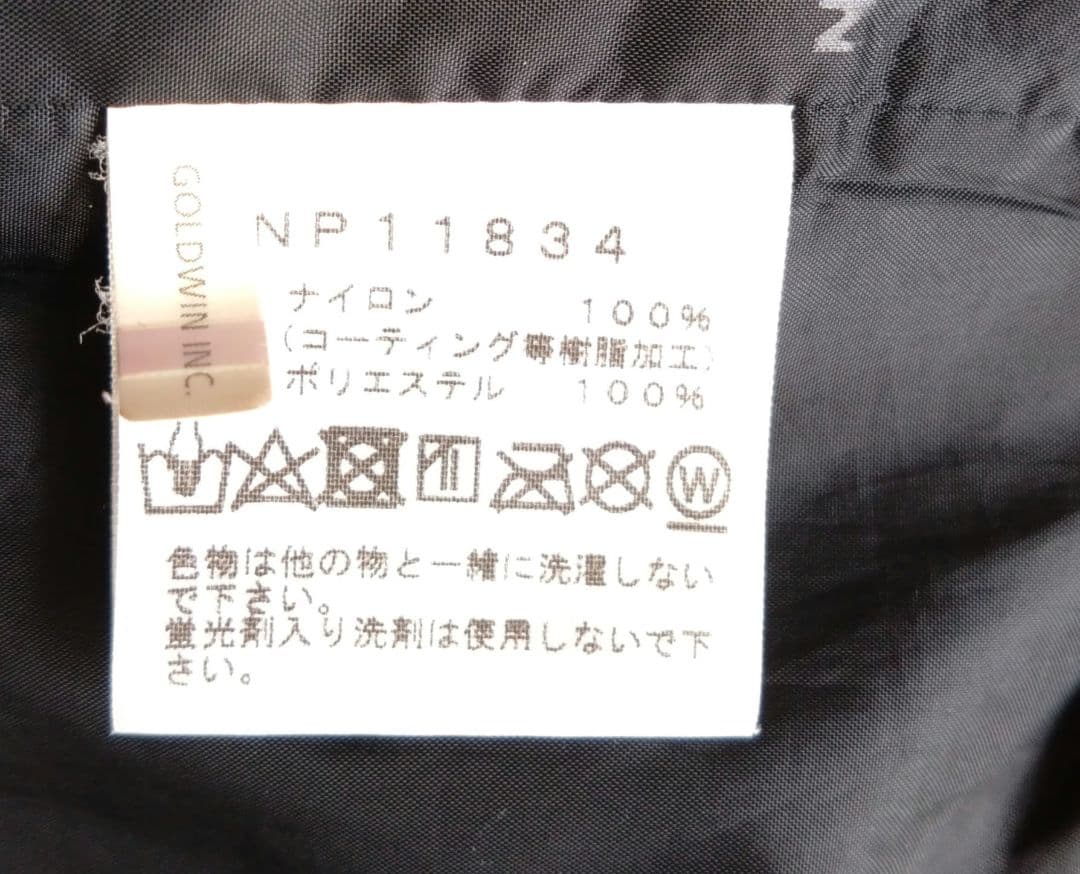 GOLDWIN INC.
NP11834
ナイロン 100%
(コーティング等樹脂加工)
ポリエステル 100%
W
色物は他の物と一緒に洗濯しない
で下さい。
蛍光剤入り洗剤は使用しないで下
さい。